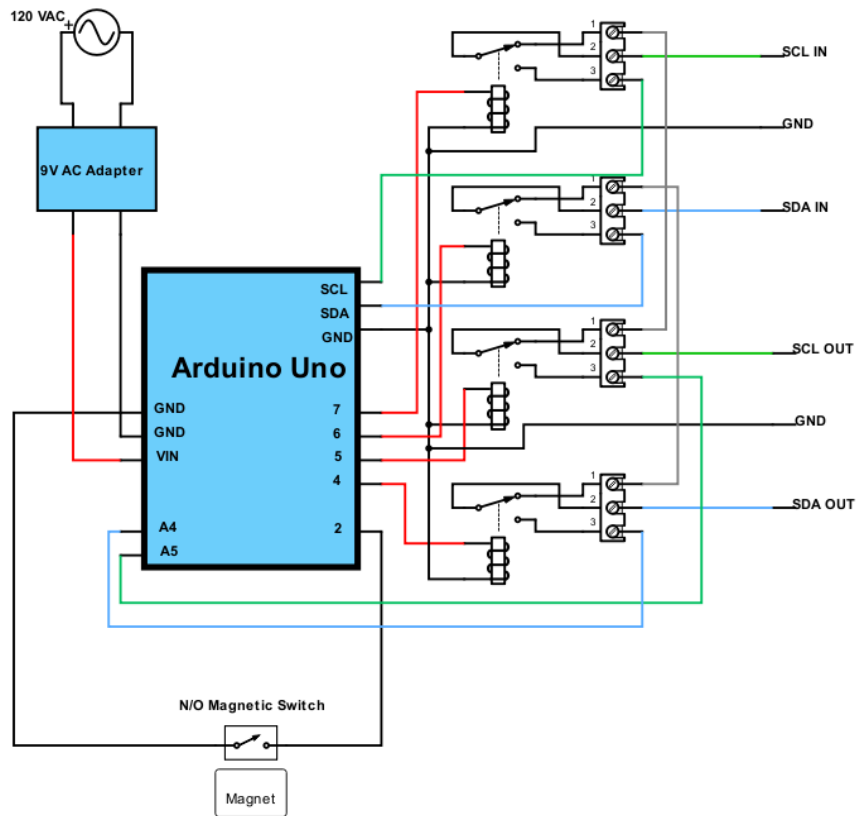 120 VAC
+
9V AC Adapter
1
2
3
SCL IN
GND
1
2
3
SDA IN
SCL
SDA
GND
Arduino Uno
1
2
3
SCL OUT
GND
GND
VIN
7
6
5
4
GND
1
2
3
SDA OUT
A4
A5
2
N/O Magnetic Switch
Magnet